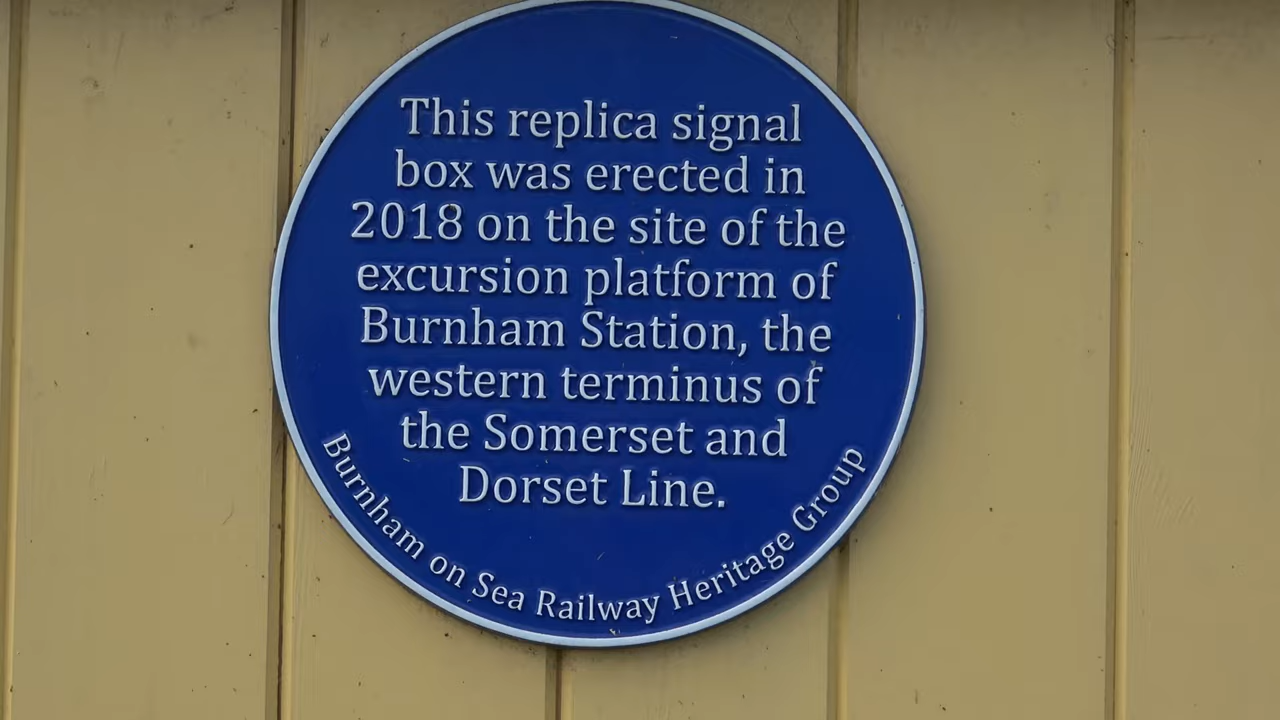 This replica signal
box was erected in
2018 on the site of the
excursion platform of
Burnham Station, the
western terminus of
the Somerset and
Dorset Line.
Burnham on Sea Railway Heritage Group